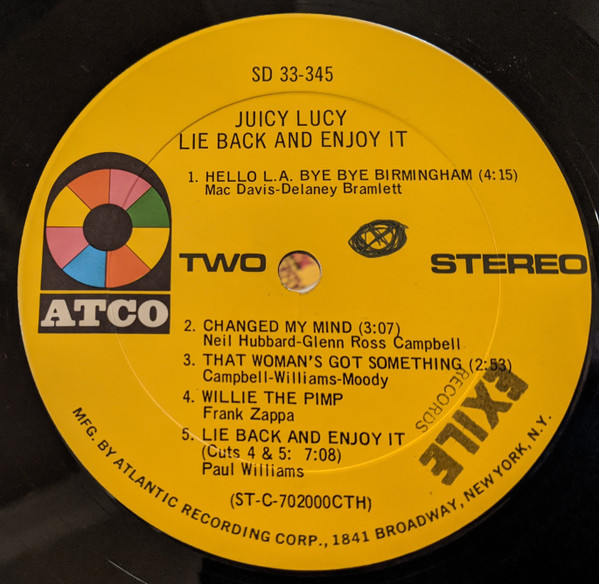 SD 33-345
JUICY LUCY
LIE BACK AND ENJOY IT
1. HELLO L.A. BYE BYE BIRMINGHAM (4:15)
Mac Davis-Delaney Bramlett
TWO
STEREO
ATCO
2. CHANGED MY MIND (3:07)
Neil Hubbard-Glenn Ross Campbell
3. THAT WOMAN'S GOT SOMETHING (2:53)
Campbell-Williams-Moody
4. WILLIE THE PIMP
Frank Zappa
5. LIE BACK AND ENJOY IT
(Cuts 4 & 5: 7:08)
Paul Williams
(ST-C-702000CTH)
EXILE
RECORDS
MFG. BY ATLANTIC RECORDING CORP., 1841 BROADWAY, NEW YORK, N.Y.